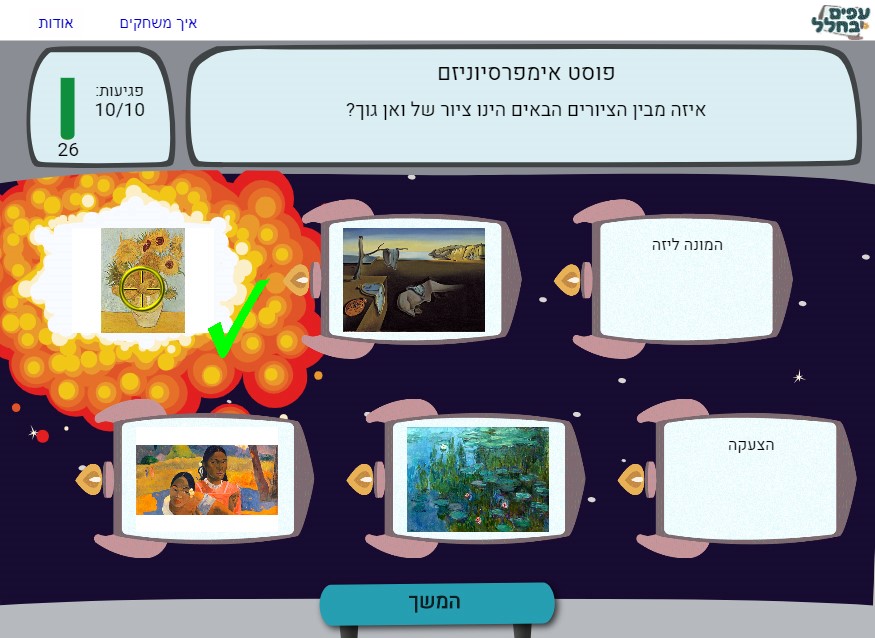 עפים
בחלל
איך משחקים
אודות
פוסט אימפרסיוניזם
איזה מבין הציורים הבאים הינו ציור של ואן גוך?
פגיעות:
10/10
26
המונה ליזה
הצעקה
המשך